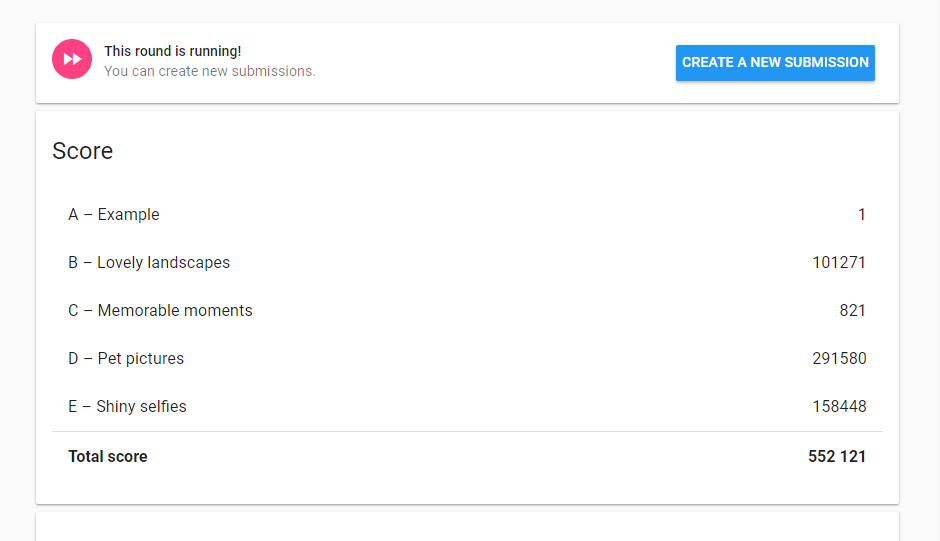 This round is running!
You can create new submissions.
CREATE A NEW SUBMISSION
Score
A – Example 1
B – Lovely landscapes 101271
C – Memorable moments 821
D – Pet pictures 291580
E – Shiny selfies 158448
Total score 552 121